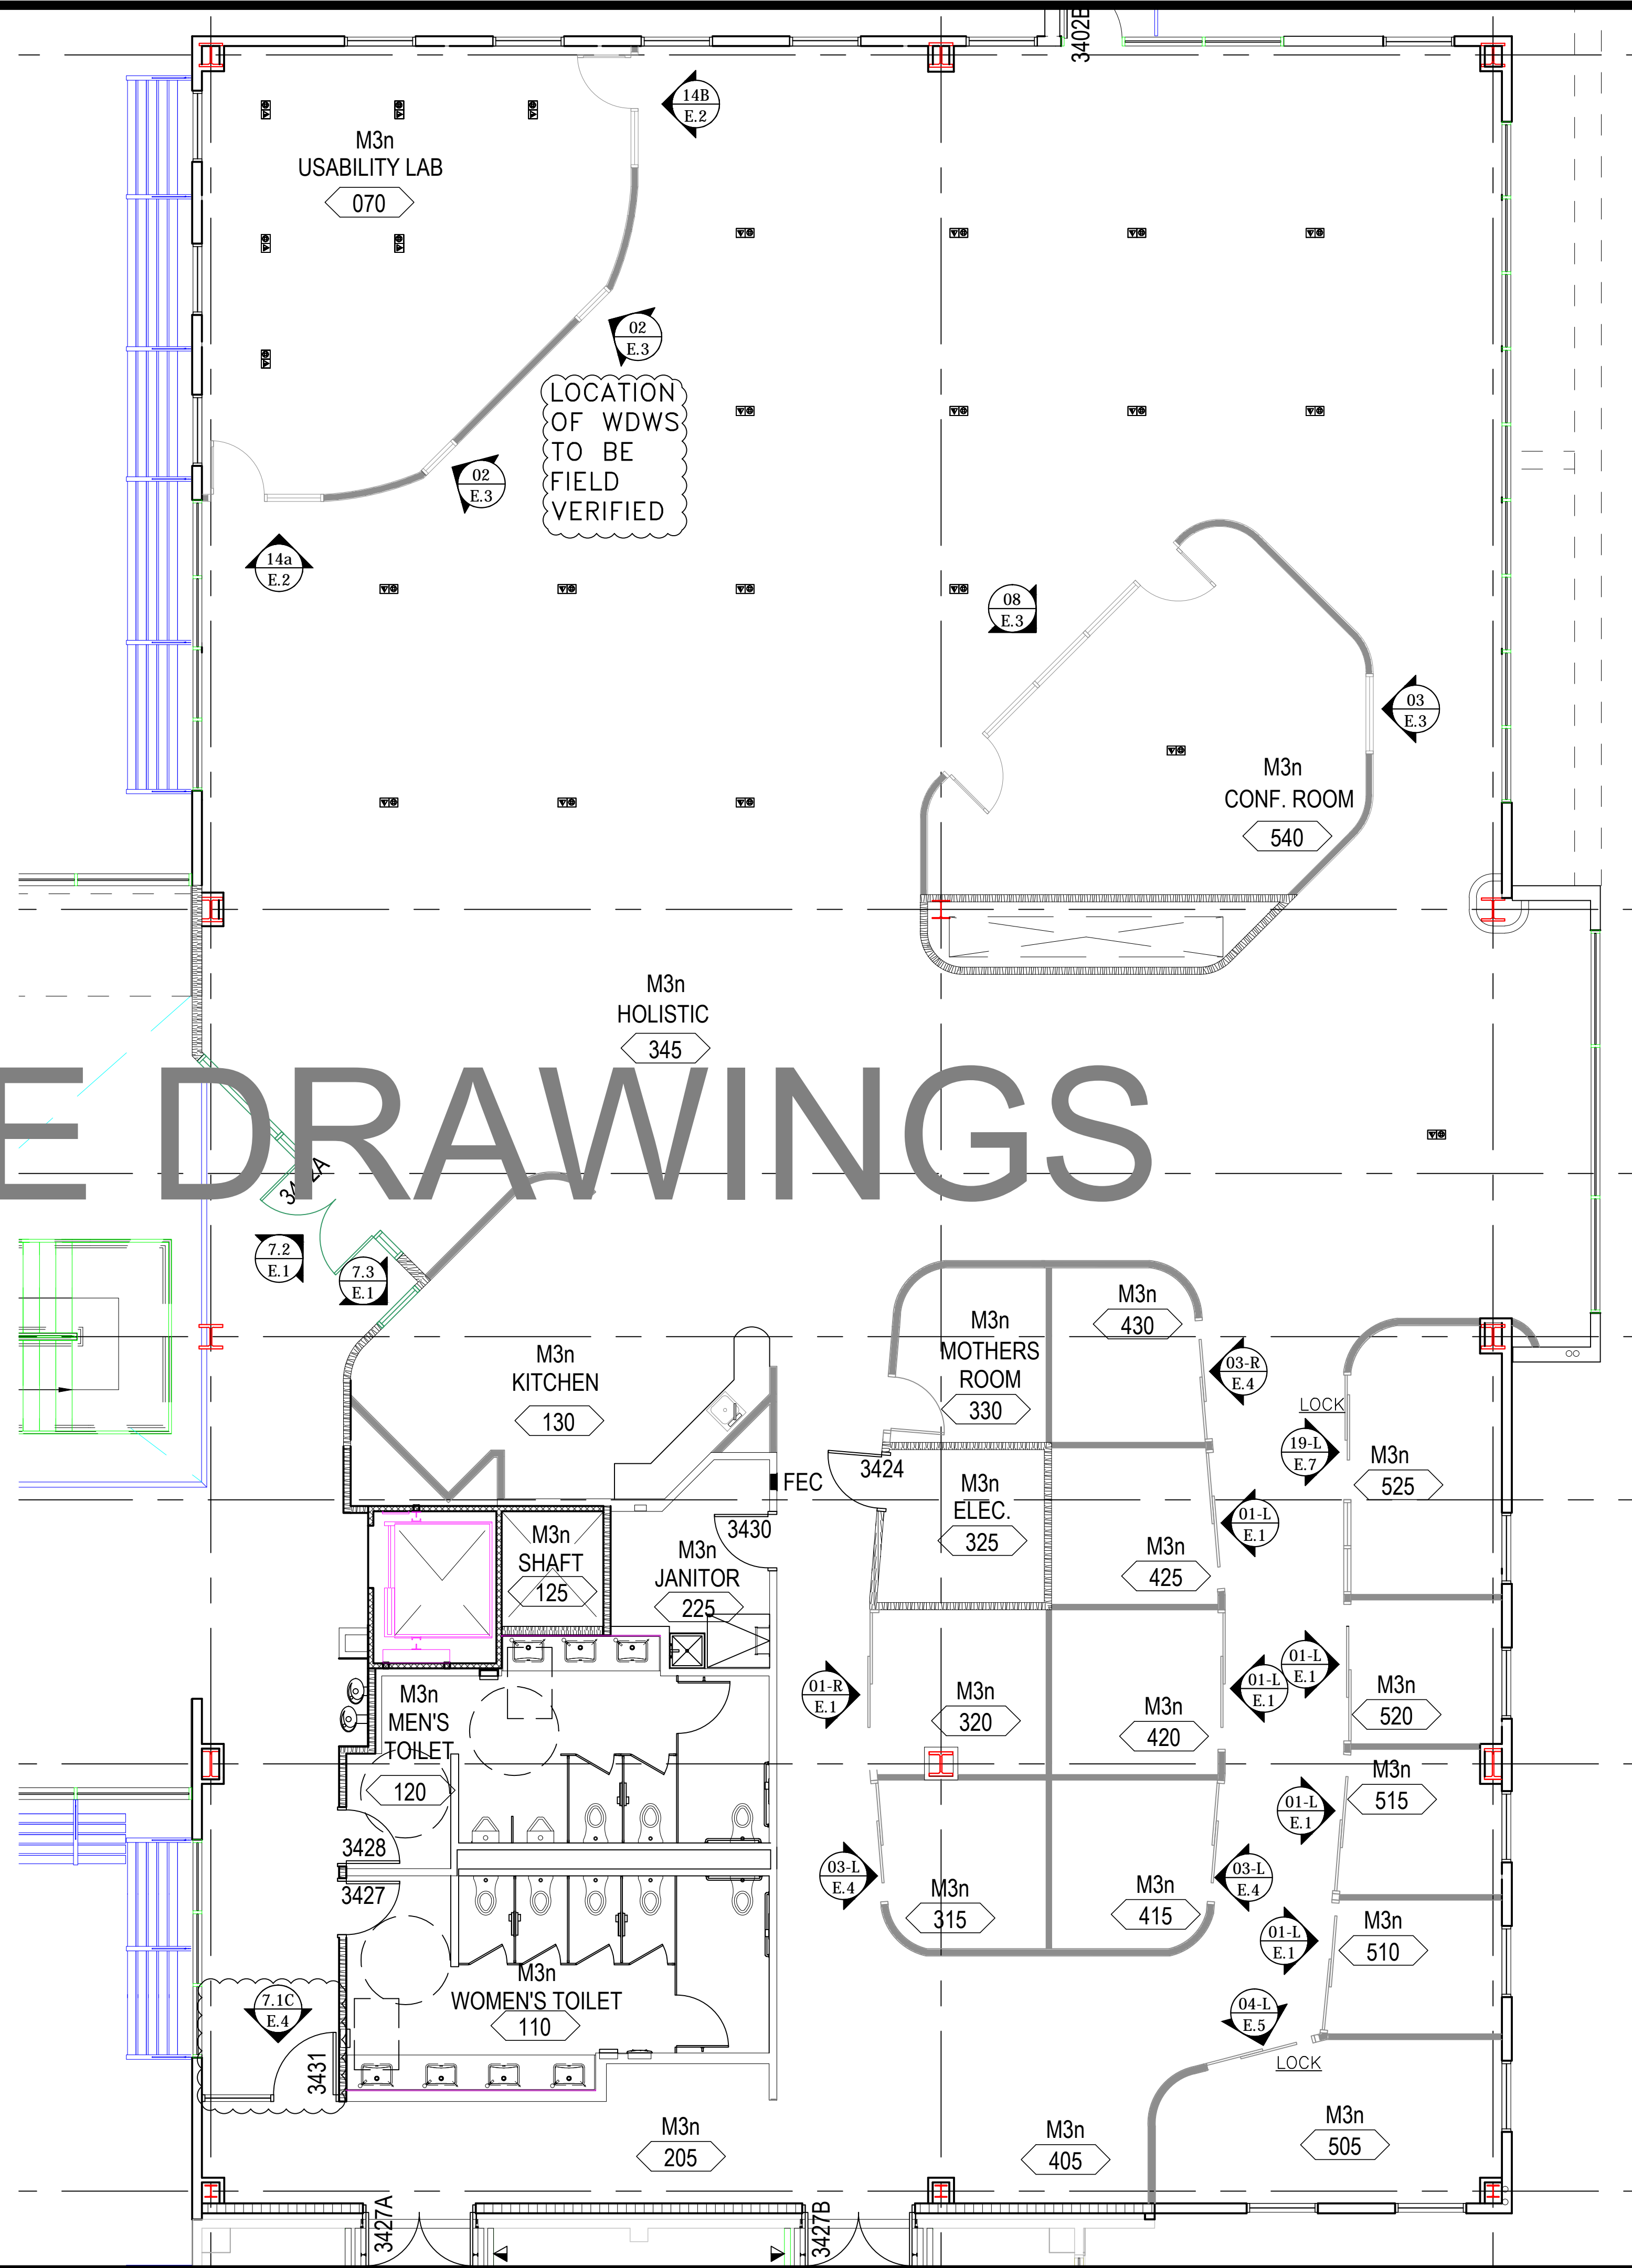 3402B
14B
E.2
M3n
USABILITY LAB
070
02
E.3
LOCATION
OF WDWS
TO BE
FIELD
VERIFIED
02
E.3
14a
E.2
08
E.3
03
E.3
M3n
CONF. ROOM
540
M3n
HOLISTIC
345
E DRAWINGS
7.2
E.1
7.3
E.1
M3n
KITCHEN
130
M3n
MOTHERS
ROOM
330
M3n
430
03-R
E.4
LOCK
19-L
E.7
M3n
525
FEC
3424
3430
M3n
ELEC.
325
M3n
SHAFT
125
M3n
JANITOR
225
M3n
425
01-L
E.1
M3n
MEN'S
TOILET
120
01-R
E.1
M3n
320
M3n
420
01-L
E.1
01-L
E.1
M3n
520
M3n
515
01-L
E.1
3428
3427
03-L
E.4
M3n
315
M3n
415
03-L
E.4
M3n
510
01-L
E.1
M3n
WOMEN'S TOILET
110
7.1C
E.4
3431
04-L
E.5
LOCK
M3n
205
M3n
405
M3n
505
3427A
3427B